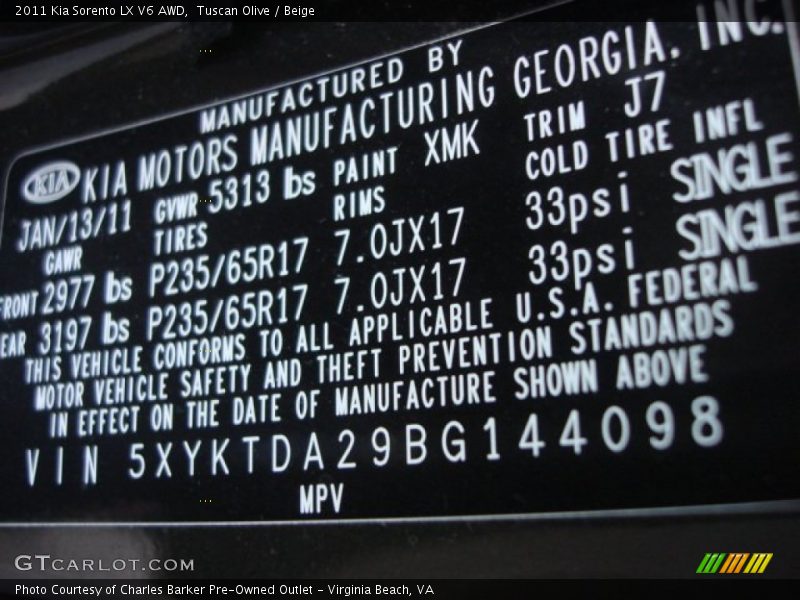 2011 Kia Sorento LX V6 AWD,  Tuscan Olive / Beige
MANUFACTURED BY
KIA KIA MOTORS MANUFACTURING GEORGIA, INC.
JAN/13/11 GVWR 5313 lbs PAINT XMK TRIM J7
GAWR TIRES RIMS COLD TIRE INFL
FRONT 2977 lbs P235/65R17 7.0JX17 33psi SINGLE
REAR 3197 lbs P235/65R17 7.0JX17 33psi SINGLE
THIS VEHICLE CONFORMS TO ALL APPLICABLE U.S.A. FEDERAL
MOTOR VEHICLE SAFETY AND THEFT PREVENTION STANDARDS
IN EFFECT ON THE DATE OF MANUFACTURE SHOWN ABOVE
VIN 5XYKTDA29BG144098
MPV
GTCARLOT.COM
Photo Courtesy of Charles Barker Pre-Owned Outlet - Virginia Beach, VA